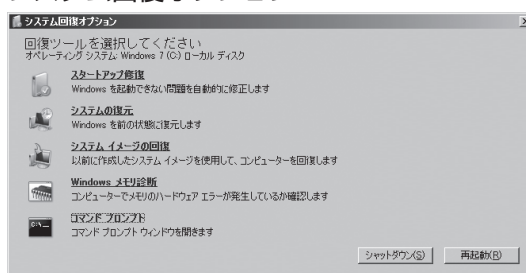 システム回復オプション
回復ツールを選択してください
オペレーティング システム: Windows 7 (C:) ローカル ディスク
スタートアップ修復
Windows を起動できない問題を自動的に修正します
システムの復元
Windows を前の状態に復元します
システム イメージの回復
以前に作成したシステム イメージを使用して、コンピューターを回復します
Windows メモリ診断
コンピューターでメモリのハードウェア エラーが発生しているか確認します
コマンド プロンプト
コマンド プロンプト ウィンドウを開きます
シャットダウン(S) 再起動(R)